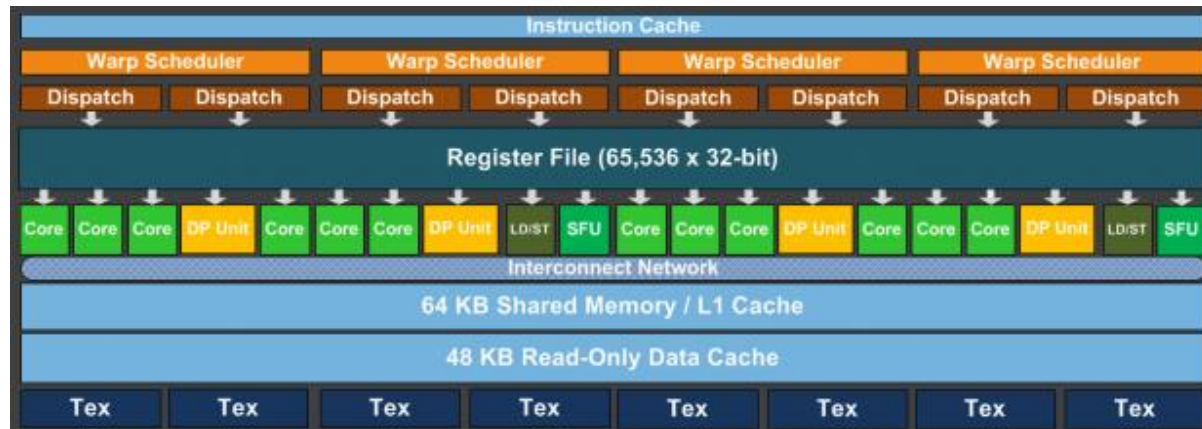 Instruction Cache
Warp Scheduler Warp Scheduler Warp Scheduler Warp Scheduler
Dispatch Dispatch Dispatch Dispatch Dispatch Dispatch Dispatch Dispatch
Register File (65,536 x 32-bit)
Core Core Core DP Unit Core Core Core DP Unit LD/ST SFU Core Core Core DP Unit Core Core Core DP Unit LD/ST SFU
Interconnect Network
64 KB Shared Memory / L1 Cache
48 KB Read-Only Data Cache
Tex Tex Tex Tex Tex Tex Tex Tex